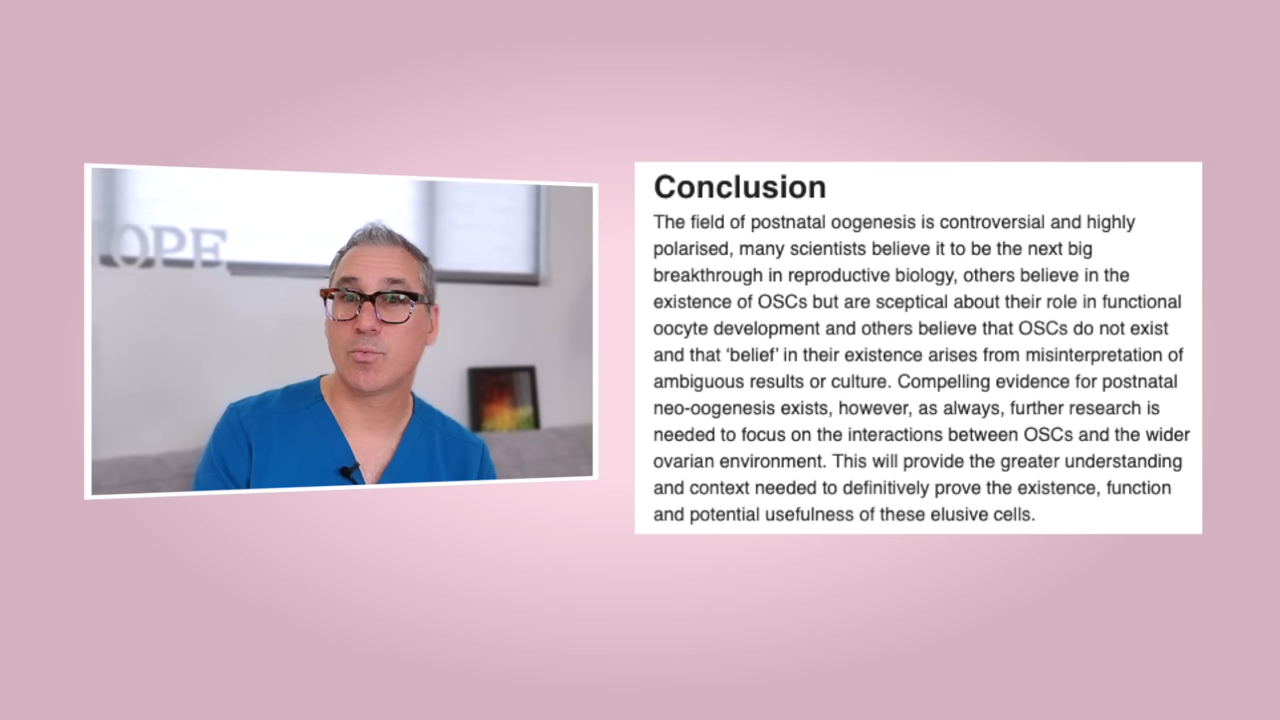 OPE
Conclusion
The field of postnatal oogenesis is controversial and highly
polarised, many scientists believe it to be the next big
breakthrough in reproductive biology, others believe in the
existence of OSCs but are sceptical about their role in functional
oocyte development and others believe that OSCs do not exist
and that ‘belief’ in their existence arises from misinterpretation of
ambiguous results or culture. Compelling evidence for postnatal
neo-oogenesis exists, however, as always, further research is
needed to focus on the interactions between OSCs and the wider
ovarian environment. This will provide the greater understanding
and context needed to definitively prove the existence, function
and potential usefulness of these elusive cells.